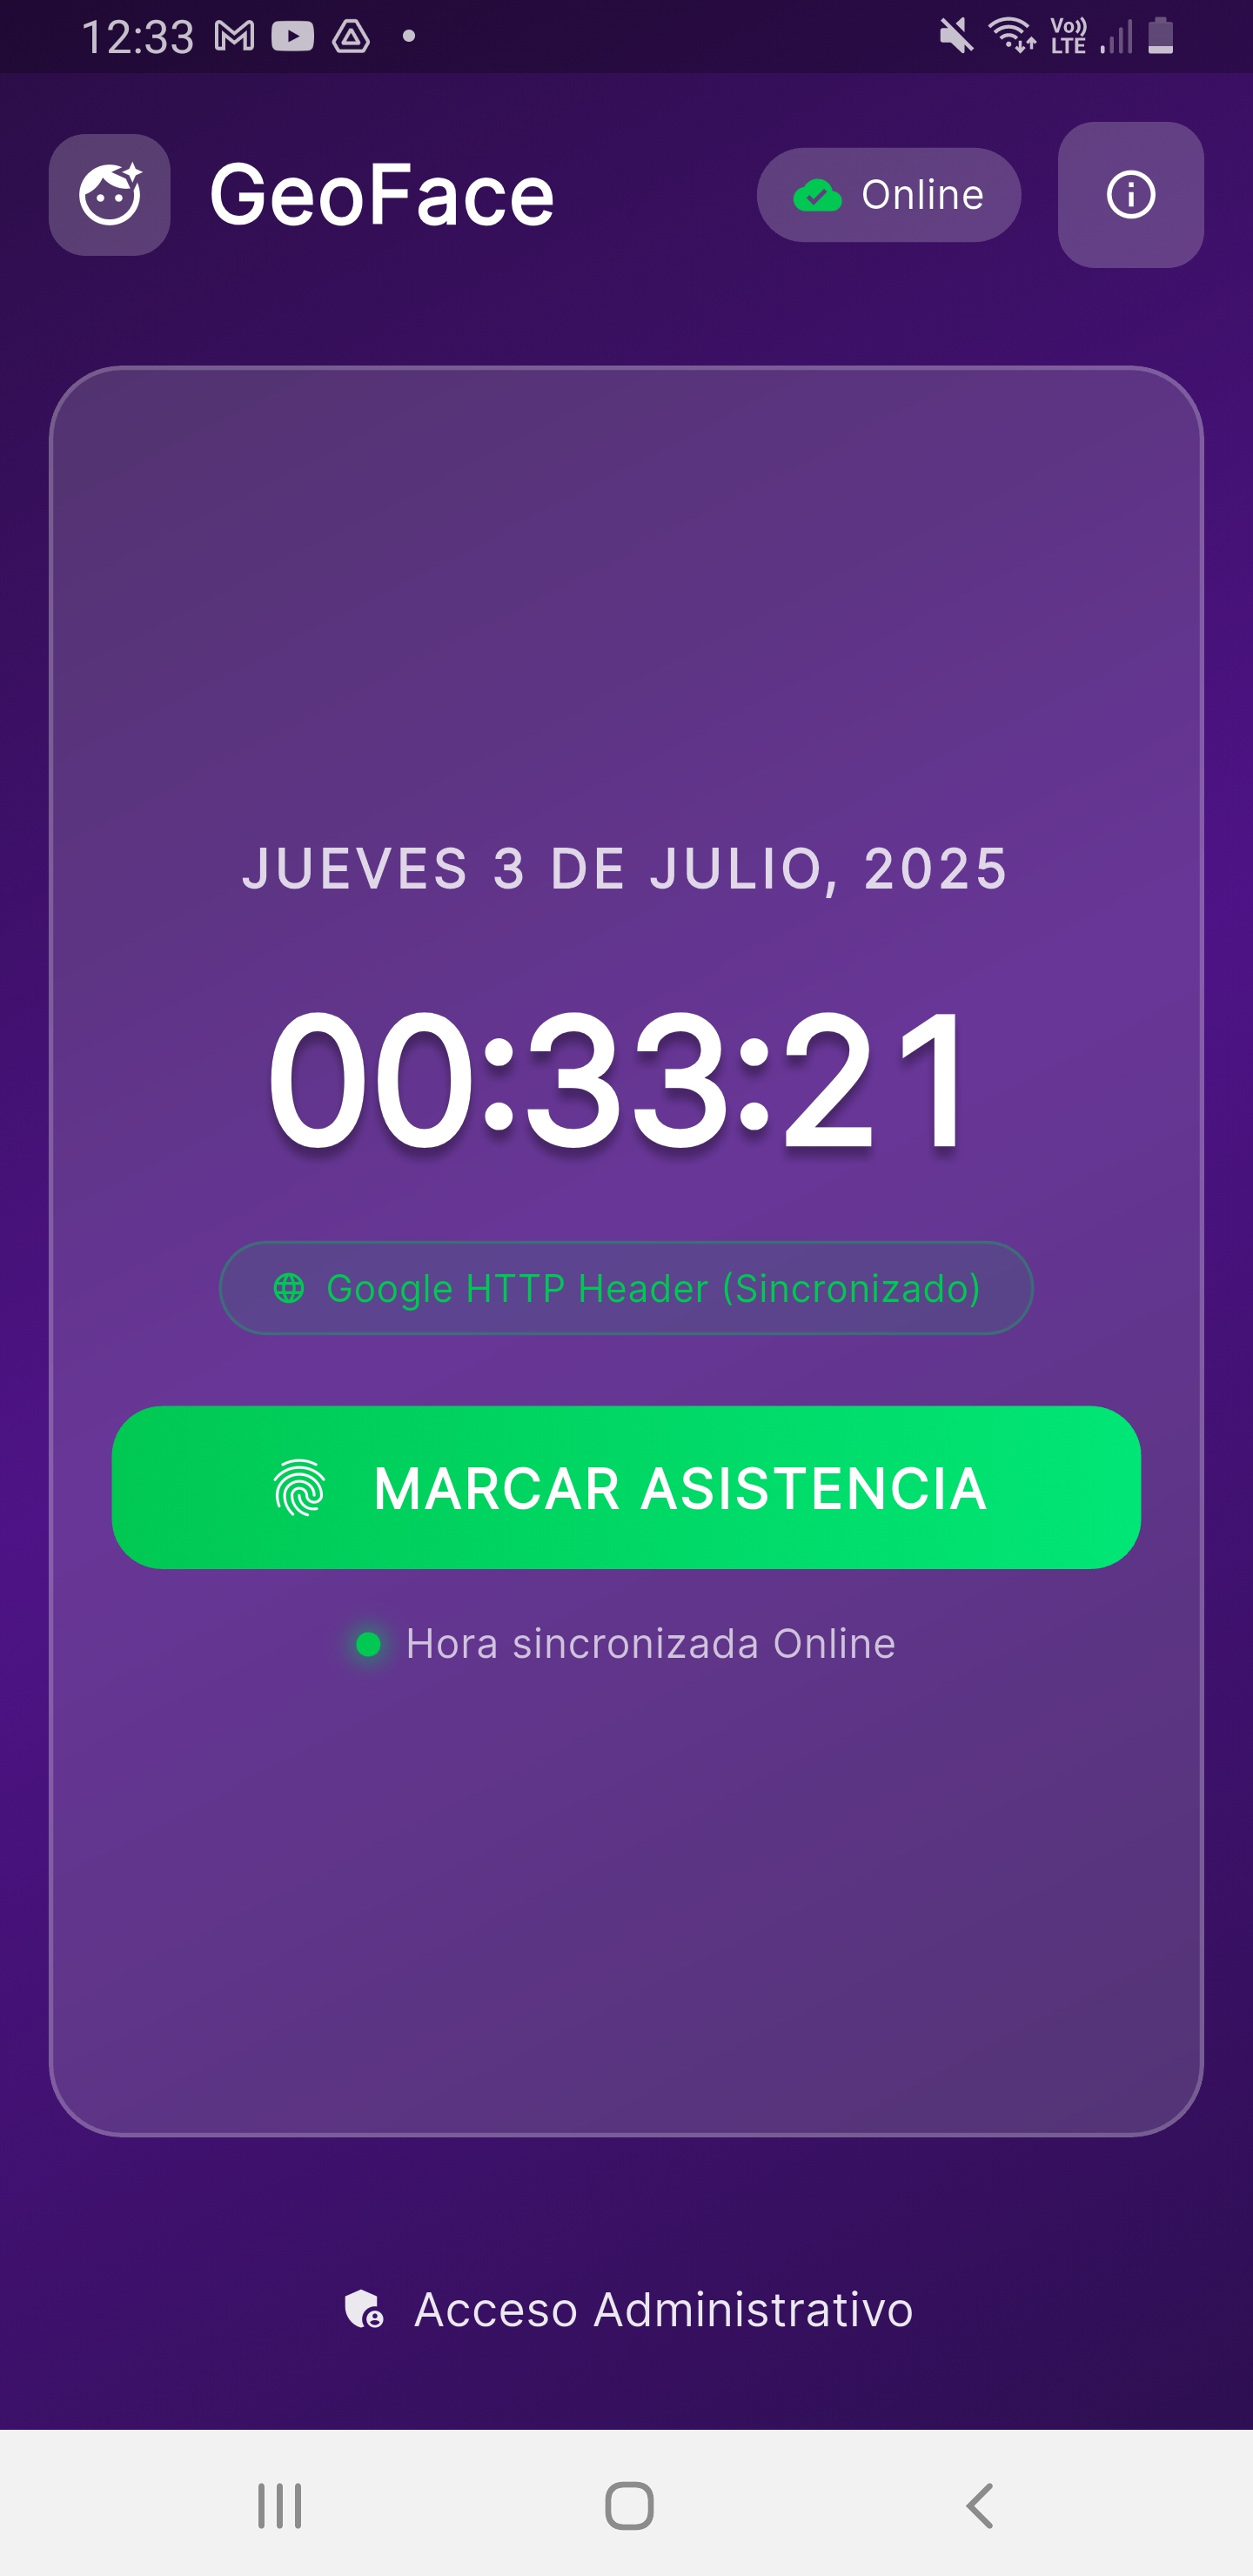 12:33
Vo)) LTE
GeoFace
Online
JUEVES 3 DE JULIO, 2025
00:33:21
Google HTTP Header (Sincronizado)
MARCAR ASISTENCIA
Hora sincronizada Online
Acceso Administrativo